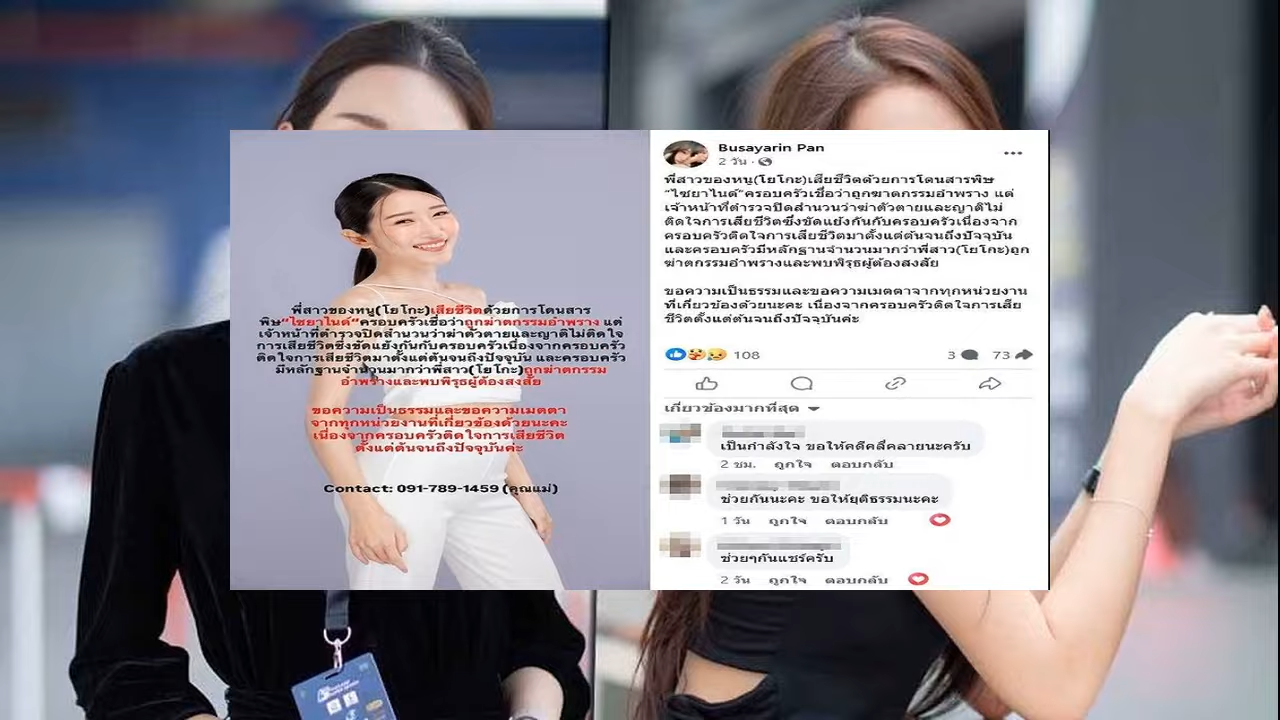 พี่สาวของหนู(โยโกะ)เสียชีวิตด้วยการโดนสาร
พิษ"ไซยาไนด์"ครอบครัวเชื่อว่าถูกฆาตกรรมอำพราง แต่
เจ้าหน้าที่ตำรวจปิดสำนวนว่าฆ่าตัวตายและญาติไม่ติดใจ
การเสียชีวิตซึ่งขัดแย้งกันกับครอบครัวเนื่องจากครอบครัว
ติดใจการเสียชีวิตมาตั้งแต่ต้นจนถึงปัจจุบัน และครอบครัว
มีหลักฐานจำนวนมากว่าพี่สาว(โยโกะ)ถูกฆาตกรรม
อำพรางและพบพิรุธผู้ต้องสงสัย
ขอความเป็นธรรมและขอความเมตตา
จากทุกหน่วยงานที่เกี่ยวข้องด้วยนะคะ
เนื่องจากครอบครัวติดใจการเสียชีวิต
ตั้งแต่ต้นจนถึงปัจจุบันค่ะ
Contact: 091-789-1459 (คุณแม่)
Busayarin Pan
2 วัน ·
พี่สาวของหนู(โยโกะ)เสียชีวิตด้วยการโดนสารพิษ
"ไซยาไนด์"ครอบครัวเชื่อว่าถูกฆาตกรรมอำพราง แต่
เจ้าหน้าที่ตำรวจปิดสำนวนว่าฆ่าตัวตายและญาติไม่
ติดใจการเสียชีวิตซึ่งขัดแย้งกันกับครอบครัวเนื่องจาก
ครอบครัวติดใจการเสียชีวิตมาตั้งแต่ต้นจนถึงปัจจุบัน
และครอบครัวมีหลักฐานจำนวนมากว่าพี่สาว(โยโกะ)ถูก
ฆาตกรรมอำพรางและพบพิรุธผู้ต้องสงสัย
ขอความเป็นธรรมและขอความเมตตาจากทุกหน่วยงาน
ที่เกี่ยวข้องด้วยนะคะ เนื่องจากครอบครัวติดใจการเสีย
ชีวิตตั้งแต่ต้นจนถึงปัจจุบันค่ะ
108 3 73
เกี่ยวข้องมากที่สุด
เป็นกำลังใจ ขอให้คดีคลี่คลายนะครับ
2 ชม. ถูกใจ ตอบกลับ
ช่วยกันนะคะ ขอให้ยุติธรรมนะคะ
1 วัน ถูกใจ ตอบกลับ
ช่วยๆกันแชร์ครับ
2 วัน ถูกใจ ตอบกลับ